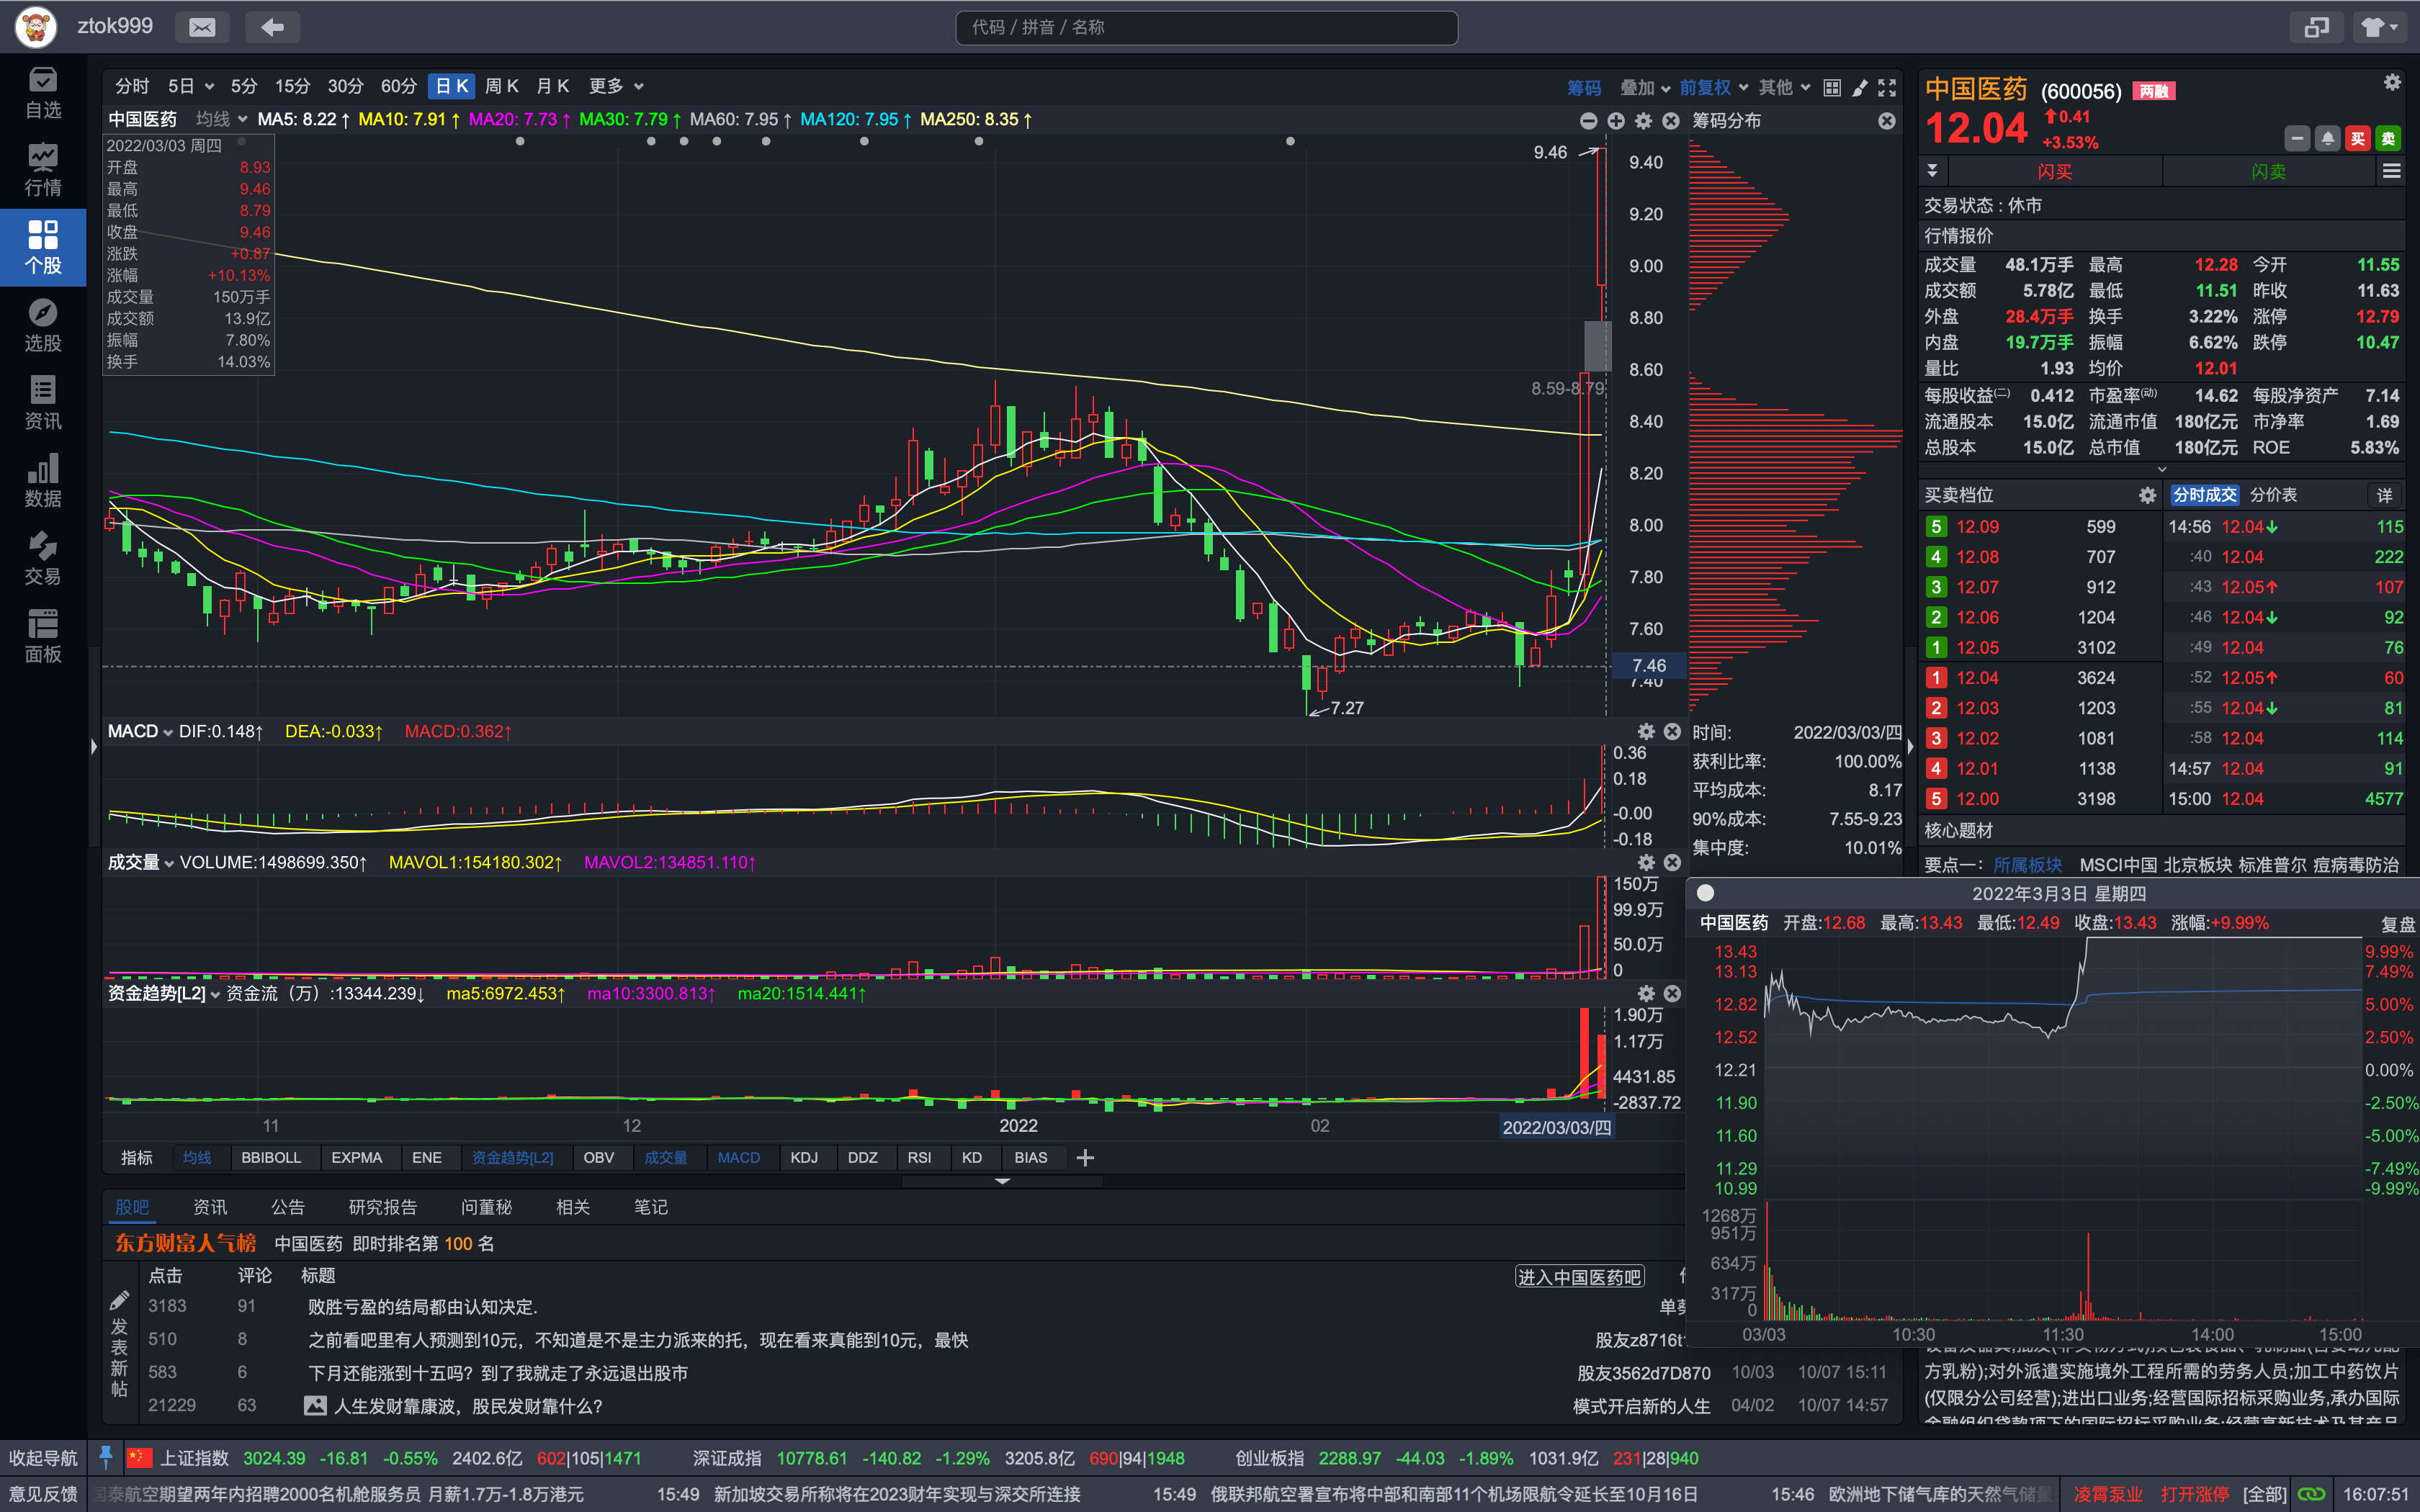 ztok999
代码 / 拼音 / 名称
自选
行情
个股
选股
资讯
数据
交易
面板
分时 5日 5分 15分 30分 60分 日K 周K 月K 更多
筹码 叠加 前复权 其他
中国医药 均线 MA5: 8.22↑ MA10: 7.91↑ MA20: 7.73↑ MA30: 7.79↑ MA60: 7.95↑ MA120: 7.95↑ MA250: 8.35↑
筹码分布
2022/03/03 周四
开盘 8.93
最高 9.46
最低 8.79
收盘 9.46
涨跌 +0.87
涨幅 +10.13%
成交量 150万手
成交额 13.9亿
振幅 7.80%
换手 14.03%
9.46
8.59-8.79
7.27
9.40
9.20
9.00
8.80
8.60
8.40
8.20
8.00
7.80
7.60
7.46
7.40
MACD DIF:0.148↑ DEA:-0.033↑ MACD:0.362↑
0.36
0.18
-0.00
-0.18
成交量 VOLUME:1498699.350↑ MAVOL1:154180.302↑ MAVOL2:134851.110↑
150万
99.9万
50.0万
0
资金趋势[L2] 资金流（万）:13344.239↓ ma5:6972.453↑ ma10:3300.813↑ ma20:1514.441↑
1.90万
1.17万
4431.85
-2837.72
11 12 2022 02 2022/03/03/四
时间: 2022/03/03/四
获利比率: 100.00%
平均成本: 8.17
90%成本: 7.55-9.23
集中度: 10.01%
指标 均线 BBIBOLL EXPMA ENE 资金趋势[L2] OBV 成交量 MACD KDJ DDZ RSI KD BIAS
股吧 资讯 公告 研究报告 问董秘 相关 笔记
东方财富人气榜 中国医药 即时排名第 100 名
点击 评论 标题 进入中国医药吧
发表新帖
3183 91 败胜亏盈的结局都由认知决定.
510 8 之前看吧里有人预测到10元，不知道是不是主力派来的托，现在看来真能到10元，最快 股友z8716t
583 6 下月还能涨到十五吗？到了我就走了永远退出股市 股友3562d7D870 10/03 10/07 15:11
21229 63 人生发财靠康波，股民发财靠什么? 模式开启新的人生 04/02 10/07 14:57
中国医药 (600056) 两融
12.04 0.41
+3.53%
买 卖
闪买 闪卖
交易状态 : 休市
行情报价
成交量 48.1万手 最高 12.28 今开 11.55
成交额 5.78亿 最低 11.51 昨收 11.63
外盘 28.4万手 换手 3.22% 涨停 12.79
内盘 19.7万手 振幅 6.62% 跌停 10.47
量比 1.93 均价 12.01
每股收益(二) 0.412 市盈率(动) 14.62 每股净资产 7.14
流通股本 15.0亿 流通市值 180亿元 市净率 1.69
总股本 15.0亿 总市值 180亿元 ROE 5.83%
买卖档位
5 12.09 599
4 12.08 707
3 12.07 912
2 12.06 1204
1 12.05 3102
1 12.04 3624
2 12.03 1203
3 12.02 1081
4 12.01 1138
5 12.00 3198
分时成交 分价表 详
14:56 12.04↓ 115
:40 12.04 222
:43 12.05↑ 107
:46 12.04↓ 92
:49 12.04 76
:52 12.05↑ 60
:55 12.04↓ 81
:58 12.04 114
14:57 12.04 91
15:00 12.04 4577
核心题材
要点一： 所属板块 MSCI中国 北京板块 标准普尔 痘病毒防治
2022年3月3日 星期四
中国医药 开盘:12.68 最高:13.43 最低:12.49 收盘:13.43 涨幅:+9.99% 复盘
13.43 9.99%
13.13 7.49%
12.82 5.00%
12.52 2.50%
12.21 0.00%
11.90 -2.50%
11.60 -5.00%
11.29 -7.49%
10.99 -9.99%
1268万
951万
634万
317万
0
03/03 10:30 11:30 14:00 15:00
方乳粉);对外派遣实施境外工程所需的劳务人员;加工中药饮片
(仅限分公司经营);进出口业务;经营国际招标采购业务,承办国际
收起导航 上证指数 3024.39 -16.81 -0.55% 2402.6亿 602|105|1471 深证成指 10778.61 -140.82 -1.29% 3205.8亿 690|94|1948 创业板指 2288.97 -44.03 -1.89% 1031.9亿 231|28|940
意见反馈 国泰航空期望两年内招聘2000名机舱服务员 月薪1.7万-1.8万港元 15:49 新加坡交易所称将在2023财年实现与深交所连接 15:49 俄联邦航空署宣布将中部和南部11个机场限航令延长至10月16日 15:46 欧洲地下储气库的天然气储量 凌霄泵业 打开涨停 [全部] 16:07:51